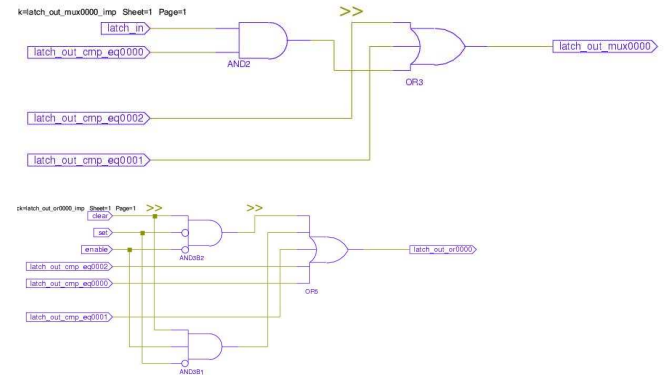 k=latch_out_mux0000_imp Sheet=1 Page=1
>>
latch_in
latch_out_cmp_eq0000
AND2
OR3
latch_out_mux0000
latch_out_cmp_eq0002
latch_out_cmp_eq0001
ck=latch_out_or0000_imp Sheet=1 Page=1
>>
>>
clear
set
enable
AND3B2
latch_out_cmp_eq0002
latch_out_cmp_eq0000
OR5
latch_out_or0000
latch_out_cmp_eq0001
AND3B1